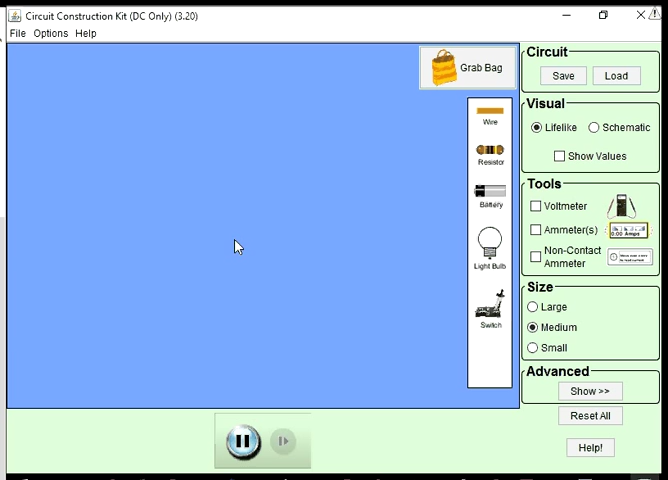 Circuit Construction Kit (DC Only) (3.20)
File Options Help
Grab Bag
Wire
Resistor
Battery
Light Bulb
Switch
Circuit
Save Load
Visual
Lifelike Schematic
Show Values
Tools
Voltmeter
Ammeter(s)
0.00 Amps
Non-Contact
Ammeter
Size
Large
Medium
Small
Advanced
Show >>
Reset All
Help!